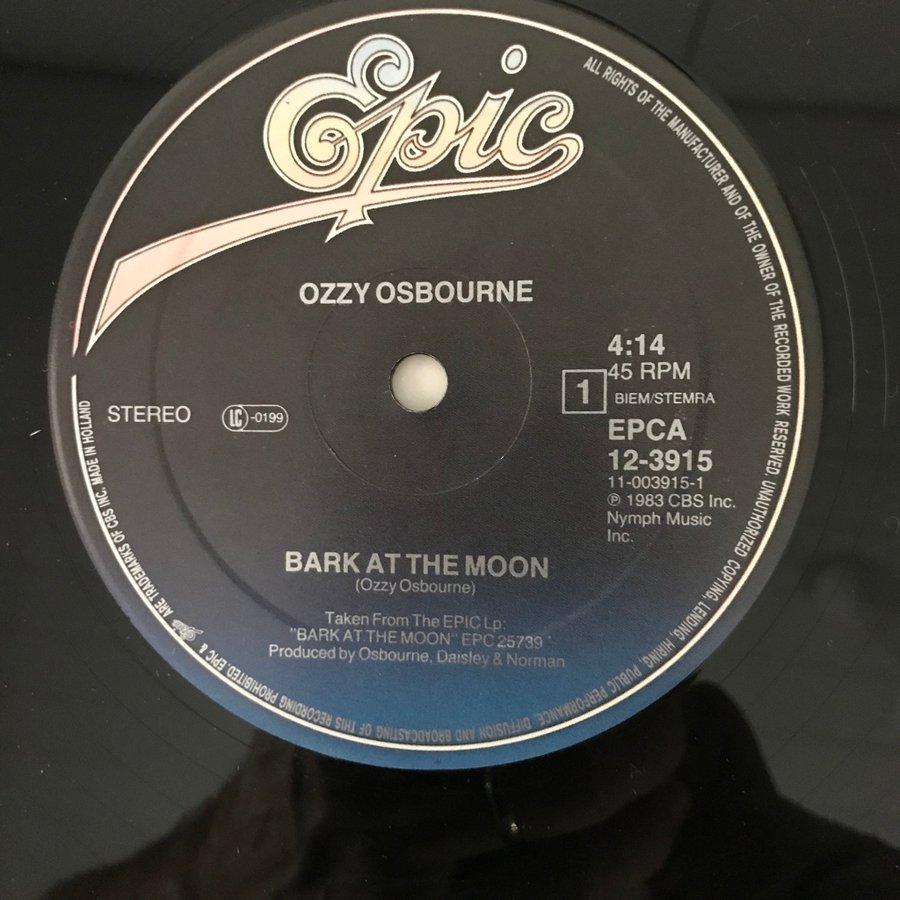 Epic
OZZY OSBOURNE
STEREO
LC -0199
4:14
45 RPM
1
BIEM/STEMRA
EPCA
12-3915
11-003915-1
℗ 1983 CBS Inc.
Nymph Music
Inc.
BARK AT THE MOON
(Ozzy Osbourne)
Taken From The EPIC Lp:
"BARK AT THE MOON" EPC 25739
Produced by Osbourne, Daisley & Norman
ALL RIGHTS OF THE MANUFACTURER AND OF THE OWNER OF THE RECORDED WORK RESERVED. UNAUTHORIZED COPYING, LENDING, HIRING, PUBLIC PERFORMANCE, DIFFUSION AND BROADCASTING OF THIS RECORDING PROHIBITED. EPIC & Epic ARE TRADEMARKS OF CBS INC. MADE IN HOLLAND